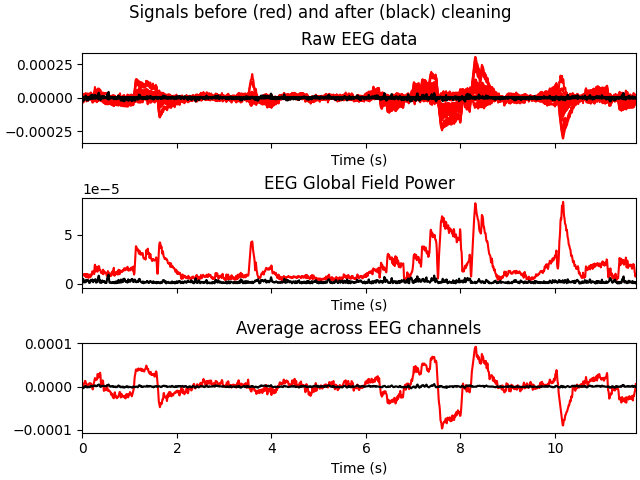 Signals before (red) and after (black) cleaning
Raw EEG data
0.00025
0.00000
−0.00025
Time (s)
EEG Global Field Power
1e−5
5
0
Time (s)
Average across EEG channels
0.0001
0.0000
−0.0001
0 2 4 6 8 10
Time (s)